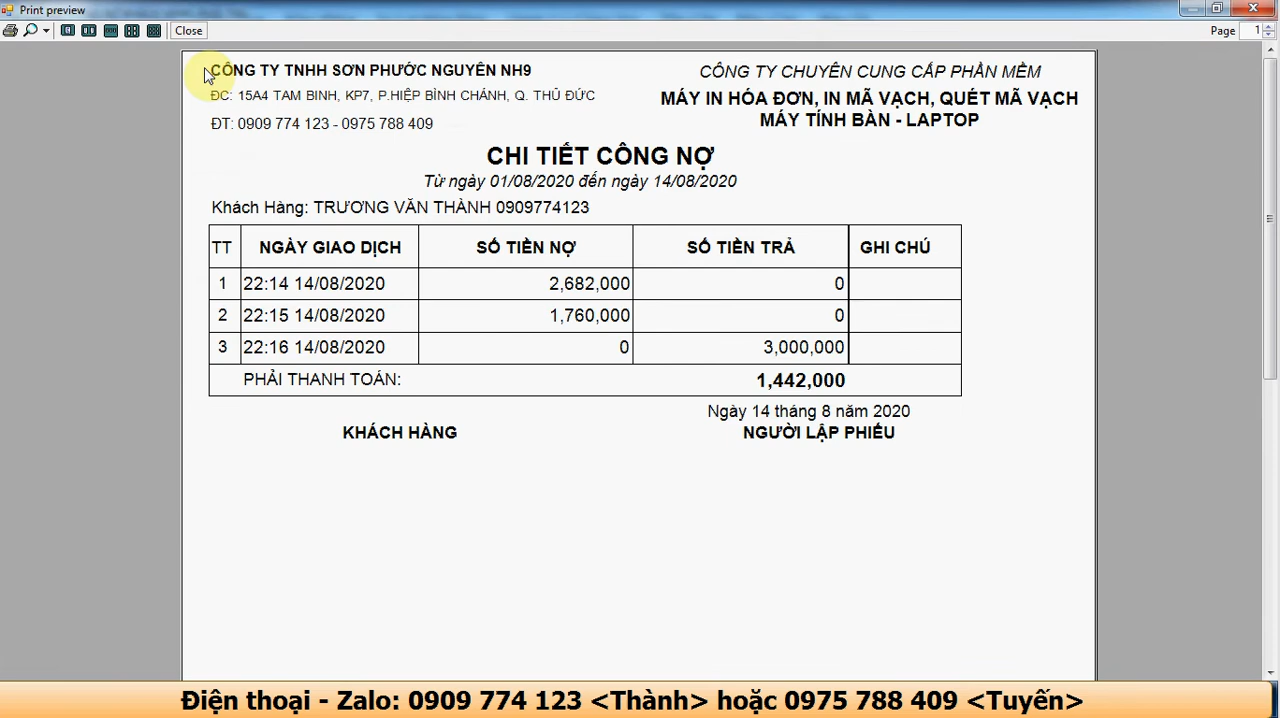 Print preview
Close
Page 1
CÔNG TY TNHH SƠN PHƯỚC NGUYÊN NH9
ĐC: 15A4 TAM BINH, KP7, P.HIỆP BÌNH CHÁNH, Q. THỦ ĐỨC
ĐT: 0909 774 123 - 0975 788 409
CÔNG TY CHUYÊN CUNG CẤP PHẦN MỀM
MÁY IN HÓA ĐƠN, IN MÃ VẠCH, QUÉT MÃ VẠCH
MÁY TÍNH BÀN - LAPTOP
CHI TIẾT CÔNG NỢ
Từ ngày 01/08/2020 đến ngày 14/08/2020
Khách Hàng: TRƯƠNG VĂN THÀNH 0909774123
TT NGÀY GIAO DỊCH SỐ TIỀN NỢ SỐ TIỀN TRẢ GHI CHÚ
1 22:14 14/08/2020 2,682,000 0
2 22:15 14/08/2020 1,760,000 0
3 22:16 14/08/2020 0 3,000,000
PHẢI THANH TOÁN: 1,442,000
Ngày 14 tháng 8 năm 2020
KHÁCH HÀNG NGƯỜI LẬP PHIẾU
Điện thoại - Zalo: 0909 774 123 <Thành> hoặc 0975 788 409 <Tuyến>